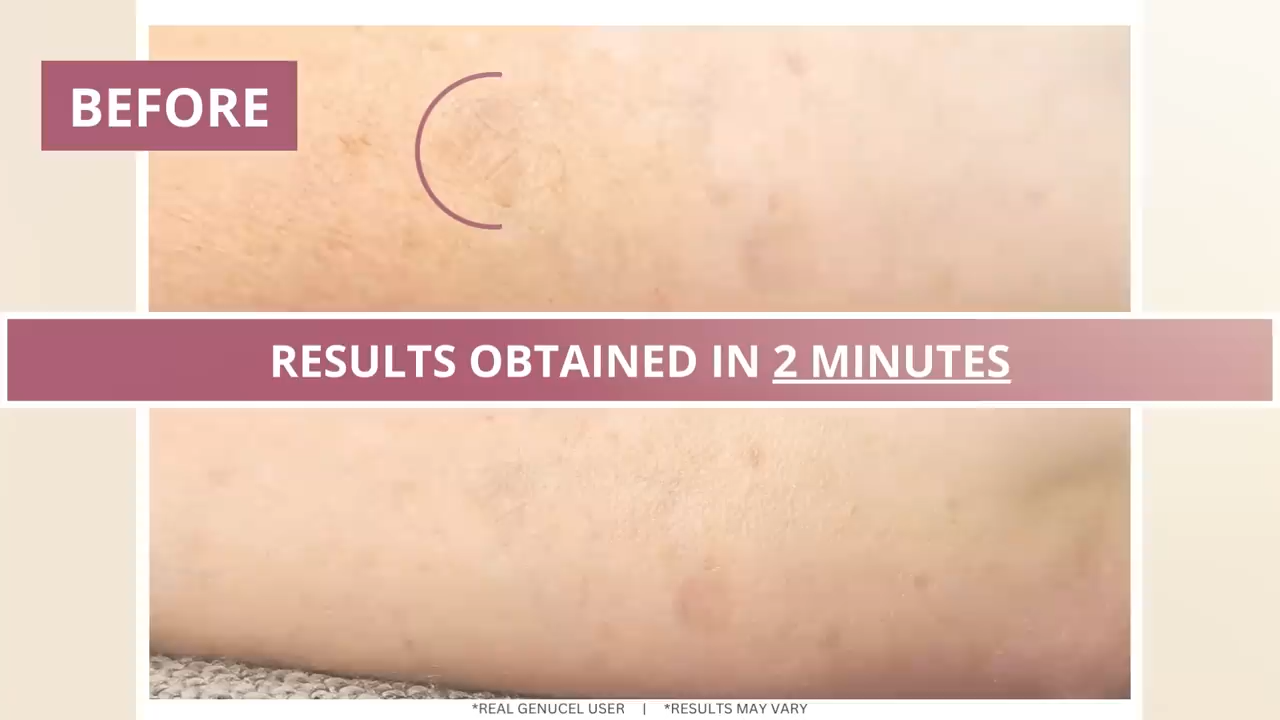 BEFORE
RESULTS OBTAINED IN 2 MINUTES
*REAL GENUCEL USER | *RESULTS MAY VARY